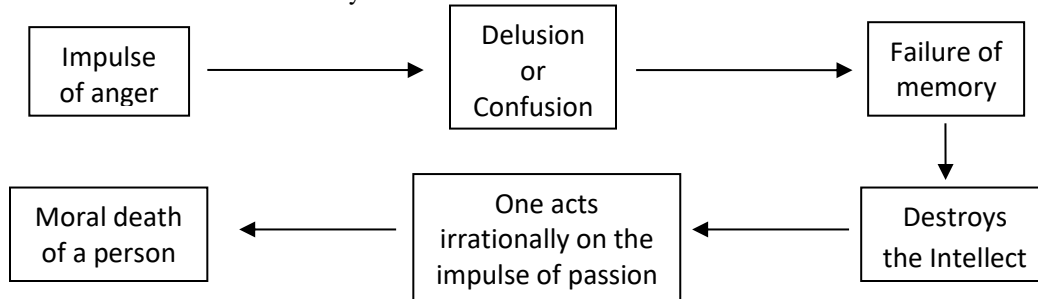 Impulse
of anger
Delusion
or
Confusion
Failure of
memory
Destroys
the Intellect
One acts
irrationally on the
impulse of passion
Moral death
of a person